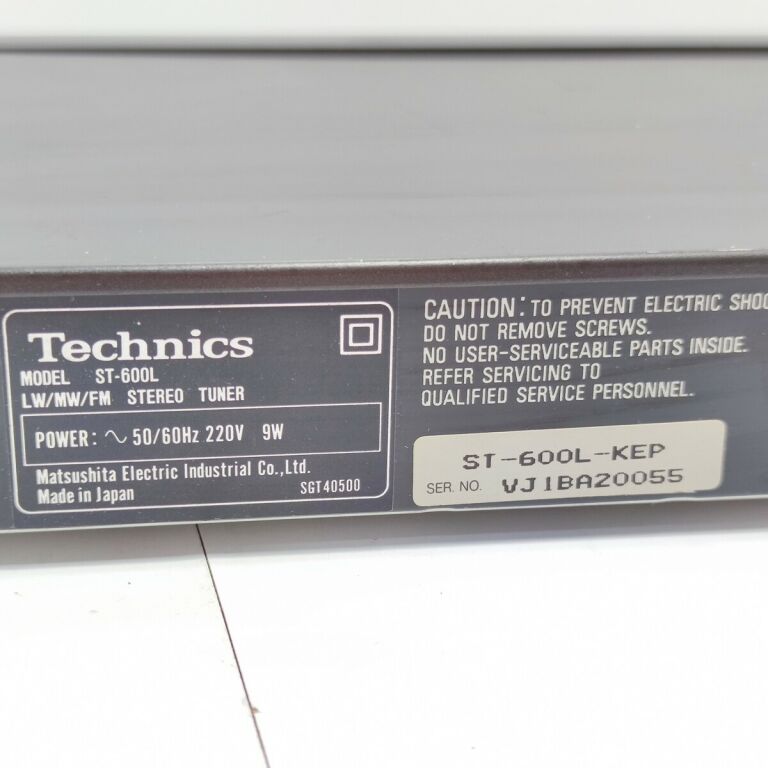 Technics
MODEL ST-600L
LW/MW/FM STEREO TUNER
POWER: ∼ 50/60Hz 220V 9W
Matsushita Electric Industrial Co., Ltd.
Made in Japan SGT40500
CAUTION: TO PREVENT ELECTRIC SHOC
DO NOT REMOVE SCREWS.
NO USER-SERVICEABLE PARTS INSIDE.
REFER SERVICING TO
QUALIFIED SERVICE PERSONNEL.
ST-600L-KEP
SER. NO. VJ1BA20055